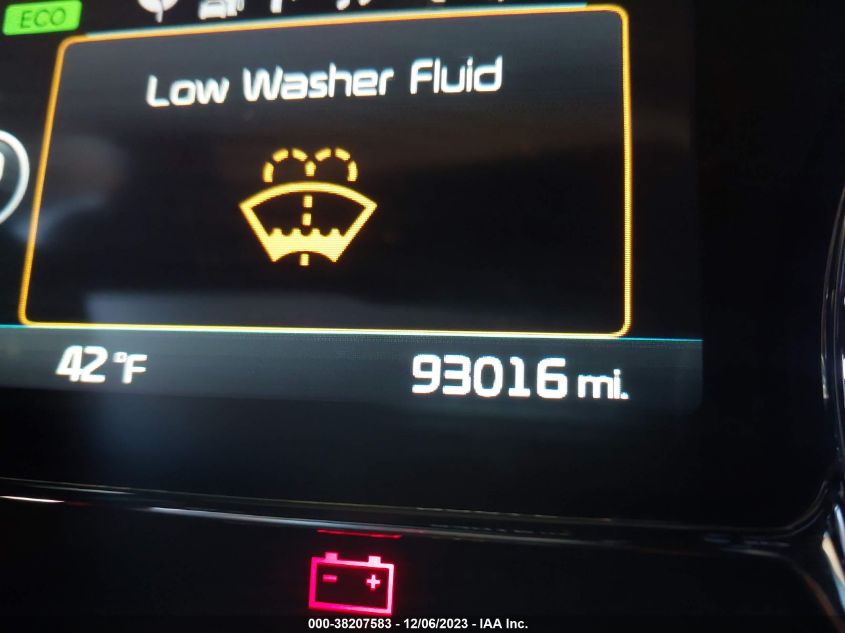 ECO
Low Washer Fluid
42 °F
93016 mi.
000-38207583 - 12/06/2023 - IAA Inc.